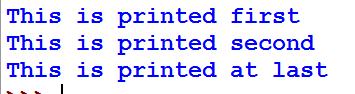 This is printed first
This is printed second
This is printed at last
>>>